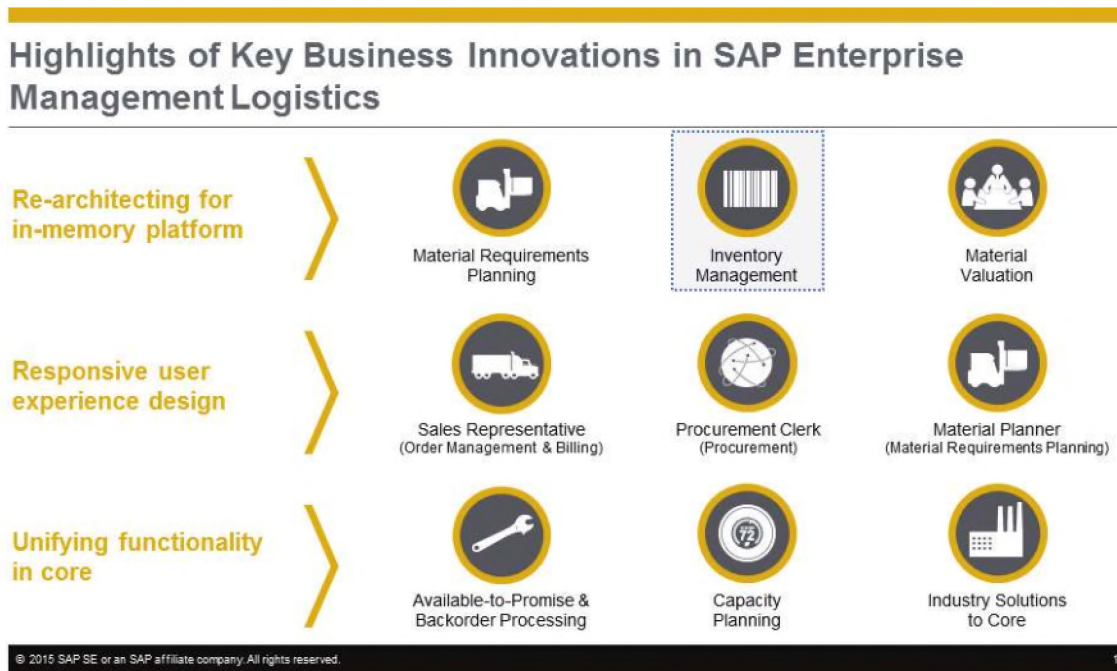 Highlights of Key Business Innovations in SAP Enterprise
Management Logistics
Re-architecting for
in-memory platform
Material Requirements
Planning
Inventory
Management
Material
Valuation
Responsive user
experience design
Sales Representative
(Order Management & Billing)
Procurement Clerk
(Procurement)
Material Planner
(Material Requirements Planning)
Unifying functionality
in core
72
Available-to-Promise &
Backorder Processing
Capacity
Planning
Industry Solutions
to Core
© 2015 SAP SE or an SAP affiliate company. All rights reserved.